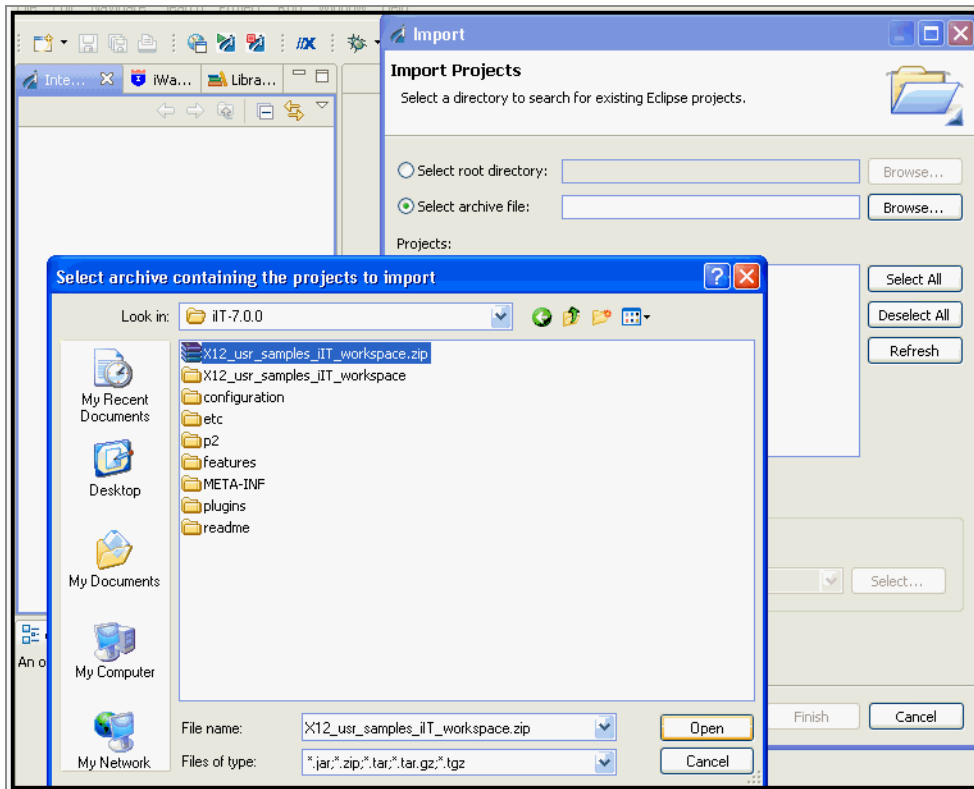 Import
Inte...
iWa...
Libra...
Import Projects
Select a directory to search for existing Eclipse projects.
Select root directory:
Browse...
Select archive file:
Browse...
Projects:
Select All
Deselect All
Refresh
Select archive containing the projects to import
Look in:
iIT-7.0.0
X12_usr_samples_iIT_workspace.zip
X12_usr_samples_iIT_workspace
configuration
etc
p2
features
META-INF
plugins
readme
My Recent
Documents
Desktop
My Documents
My Computer
My Network
Select...
An o
File name:
X12_usr_samples_iIT_workspace.zip
Open
Files of type:
*.jar;*.zip;*.tar;*.tar.gz;*.tgz
Cancel
Finish
Cancel